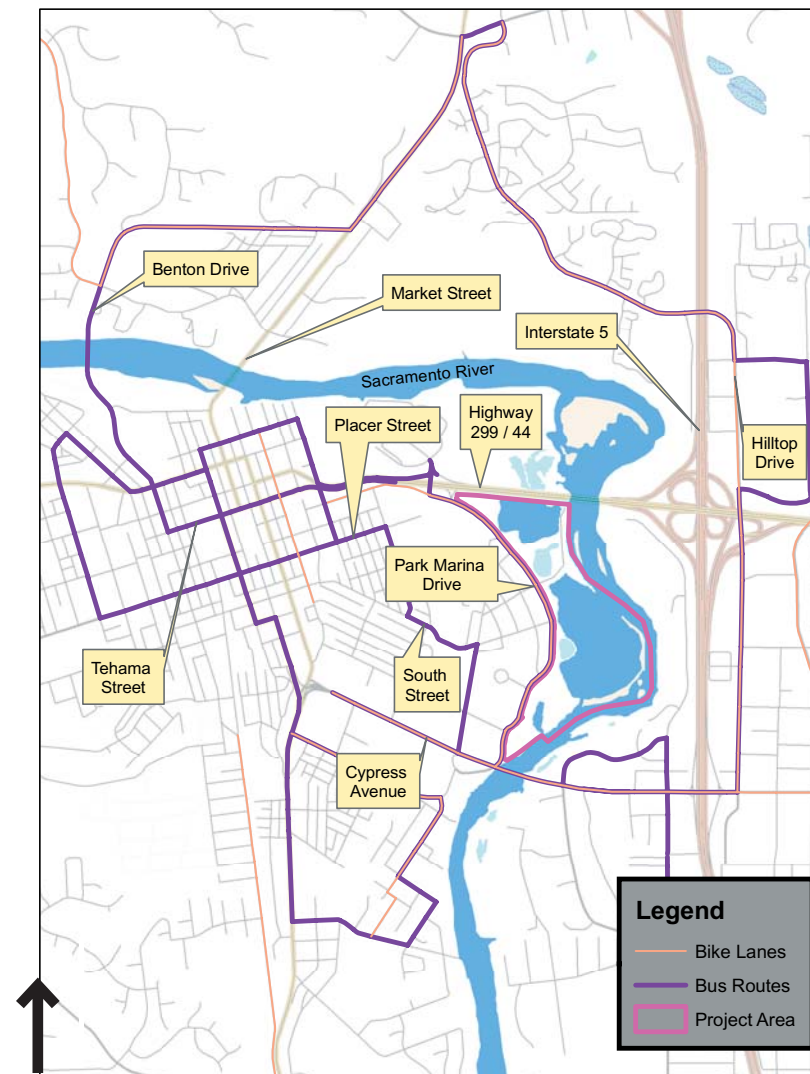 Benton Drive
Market Street
Interstate 5
Sacramento River
Placer Street
Highway
299 / 44
Hilltop
Drive
Park Marina
Drive
Tehama
Street
South
Street
Cypress
Avenue
Legend
Bike Lanes
Bus Routes
Project Area